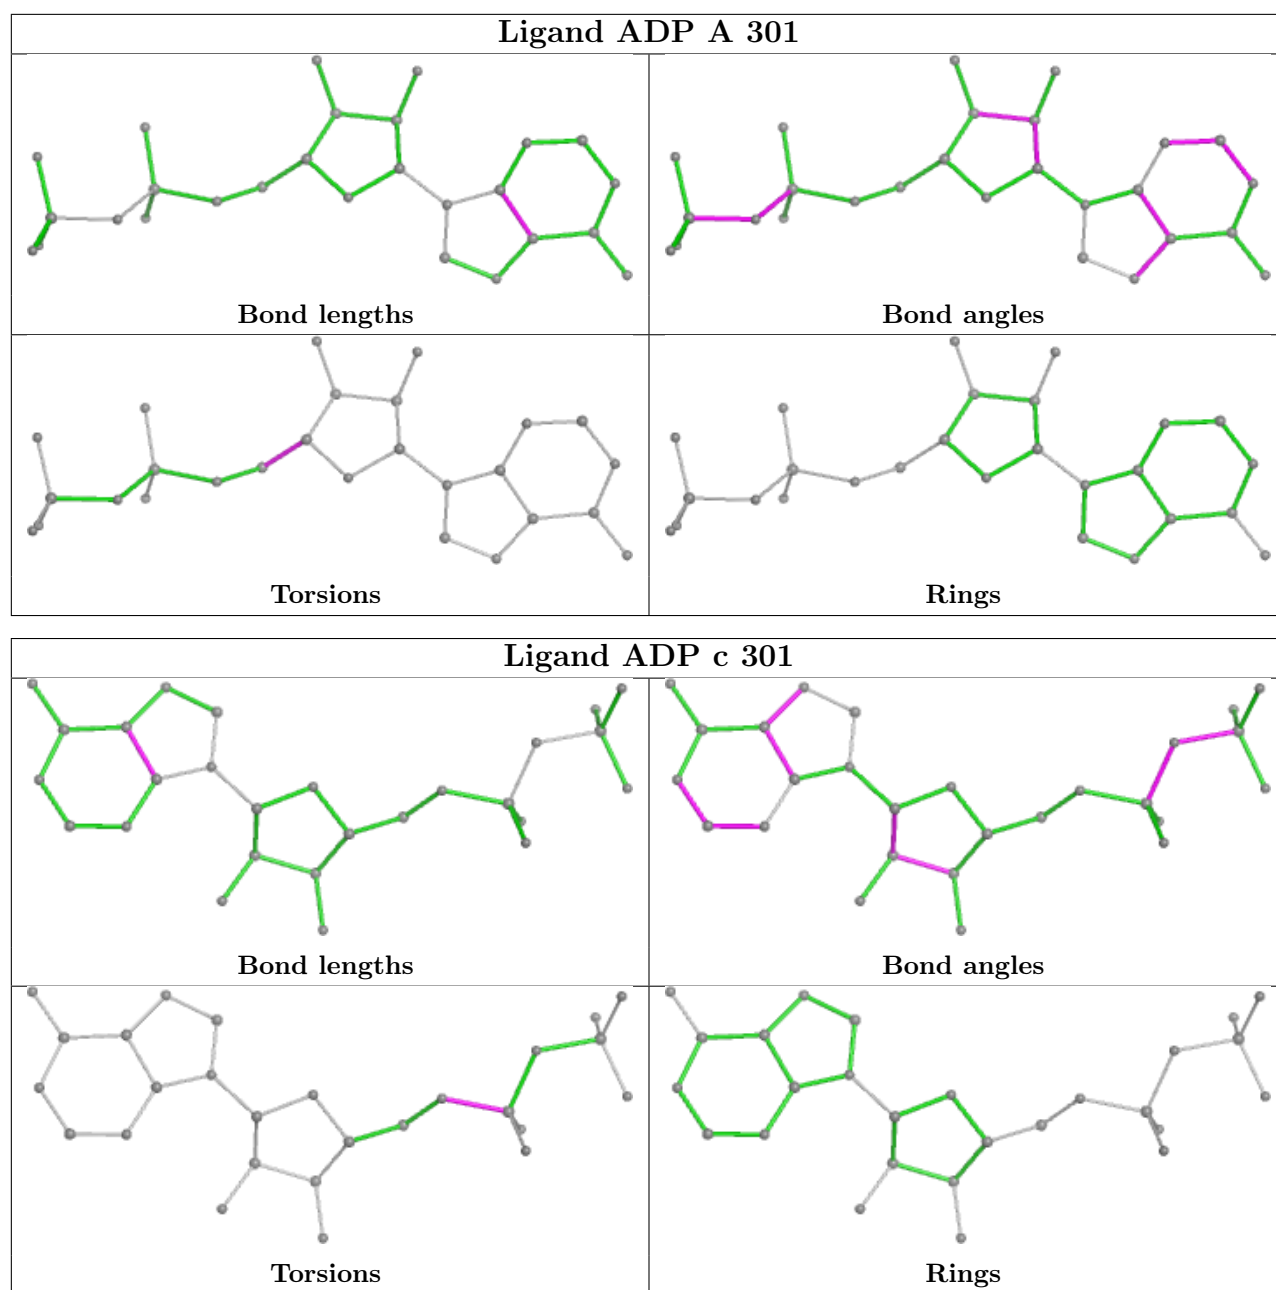 Ligand ADP A 301
Bond lengths
Bond angles
Torsions
Rings
Ligand ADP c 301
Bond lengths
Bond angles
Torsions
Rings